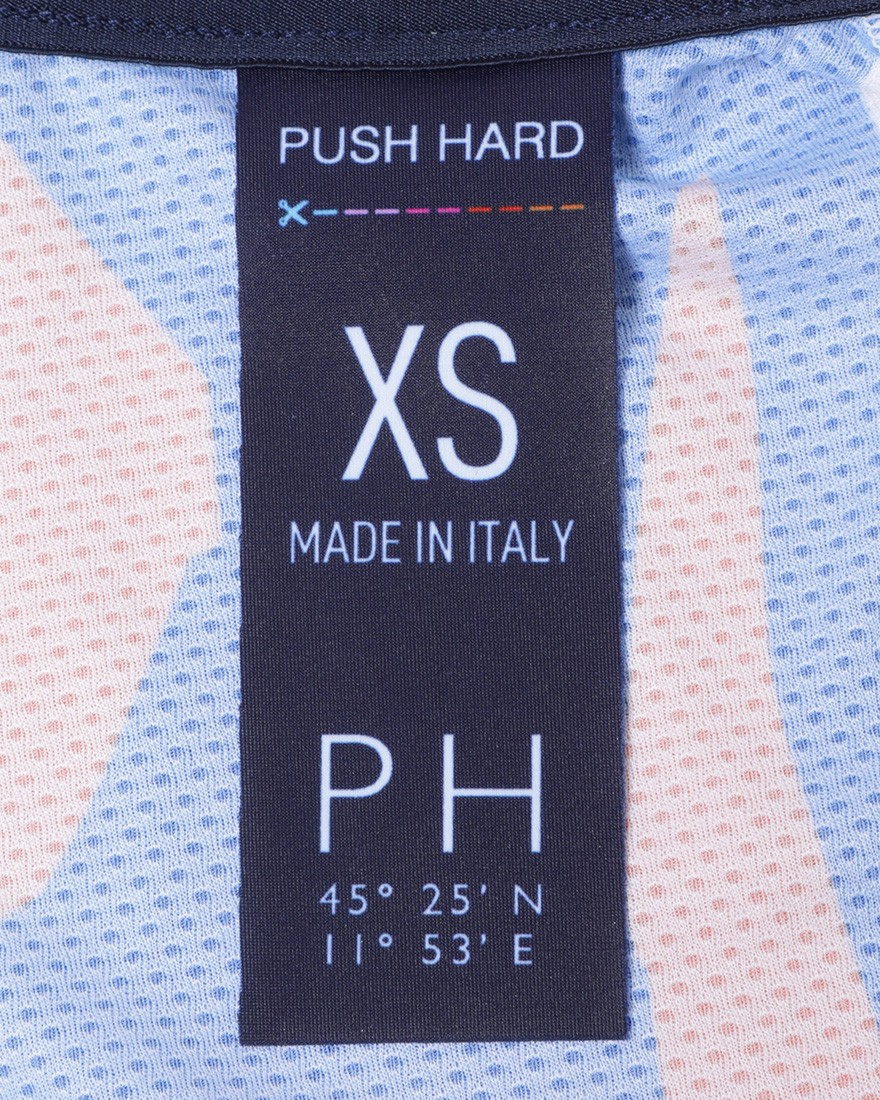 PUSH HARD
XS
MADE IN ITALY
PH
45° 25' N
11° 53' E